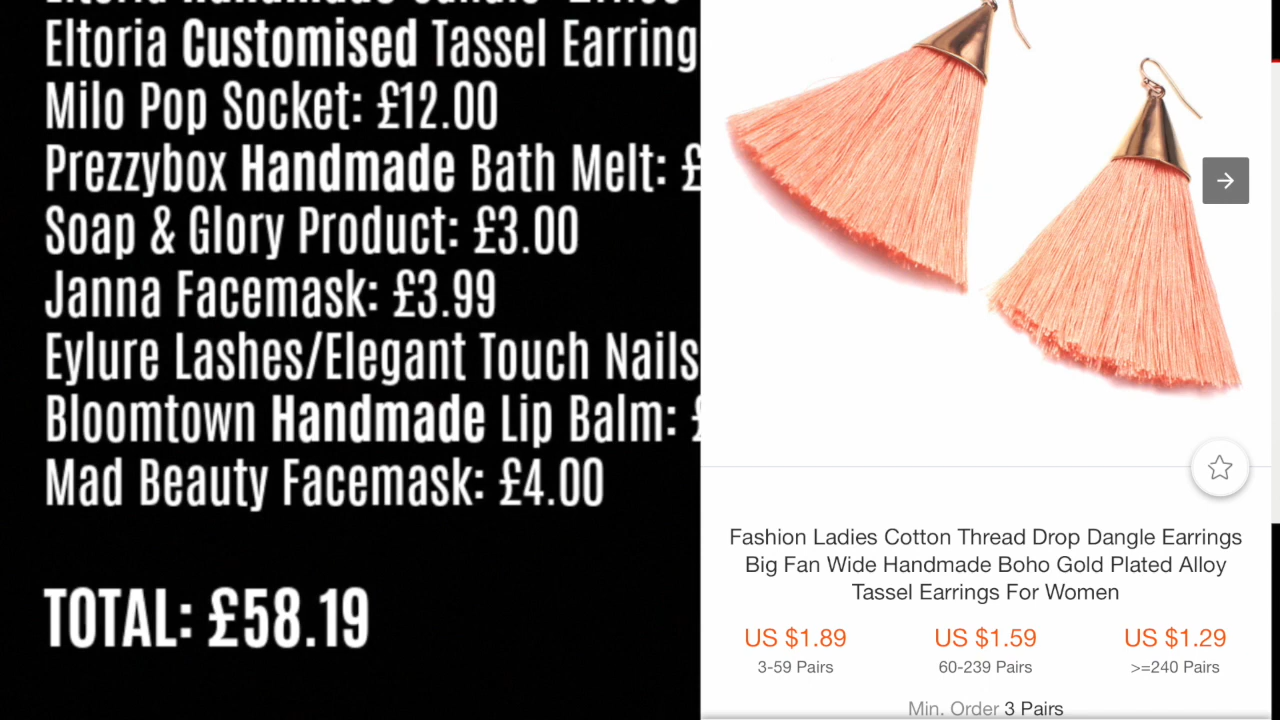 Eltoria Customised Tassel Earring
Milo Pop Socket: £12.00
Prezzybox Handmade Bath Melt: £
Soap & Glory Product: £3.00
Janna Facemask: £3.99
Eylure Lashes/Elegant Touch Nails
Bloomtown Handmade Lip Balm: £
Mad Beauty Facemask: £4.00
TOTAL: £58.19
Fashion Ladies Cotton Thread Drop Dangle Earrings
Big Fan Wide Handmade Boho Gold Plated Alloy
Tassel Earrings For Women
US $1.89 US $1.59 US $1.29
3-59 Pairs 60-239 Pairs >=240 Pairs
Min. Order 3 Pairs